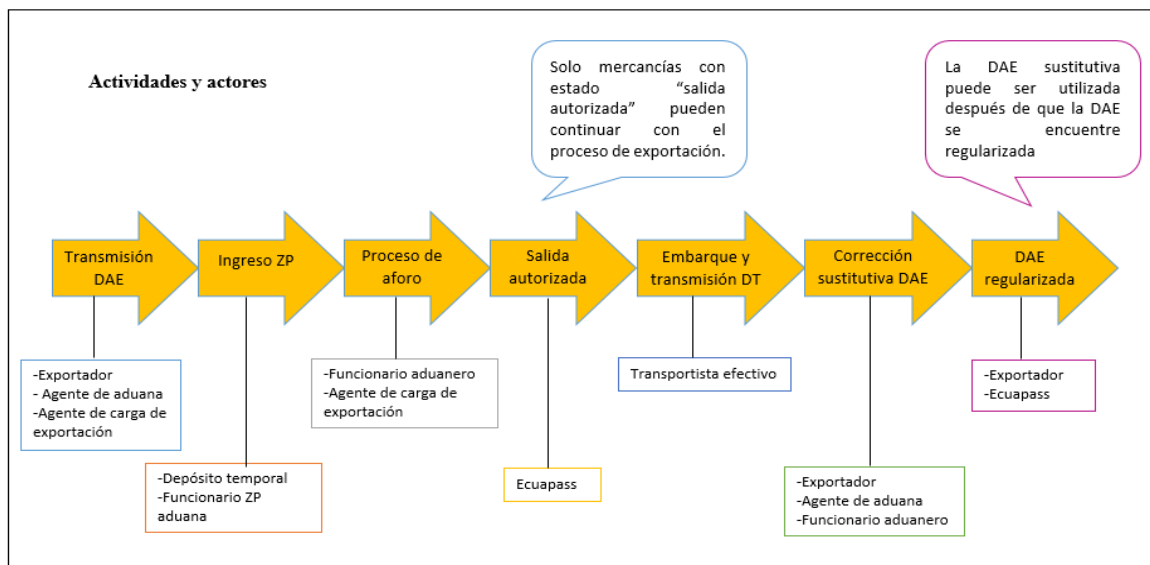 Actividades y actores
Solo mercancías con
estado "salida
autorizada" pueden
continuar con el
proceso de exportación.
La DAE sustitutiva
puede ser utilizada
después de que la DAE
se encuentre
regularizada
Transmisión
DAE
Ingreso ZP
Proceso de
aforo
Salida
autorizada
Embarque y
transmisión DT
Corrección
sustitutiva DAE
DAE
regularizada
-Exportador
- Agente de aduana
-Agente de carga de
exportación
-Depósito temporal
-Funcionario ZP
aduana
-Funcionario aduanero
-Agente de carga de
exportación
Ecuapass
Transportista efectivo
-Exportador
-Agente de aduana
-Funcionario aduanero
-Exportador
-Ecuapass